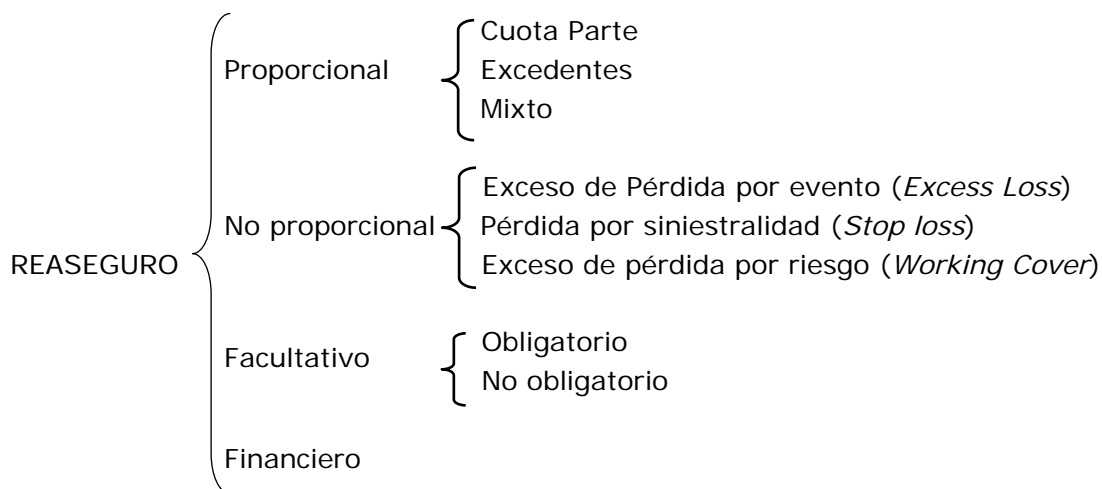 REASEGURO
Proporcional
Cuota Parte
Excedentes
Mixto
No proporcional
Exceso de Pérdida por evento (Excess Loss)
Pérdida por siniestralidad (Stop loss)
Exceso de pérdida por riesgo (Working Cover)
Facultativo
Obligatorio
No obligatorio
Financiero